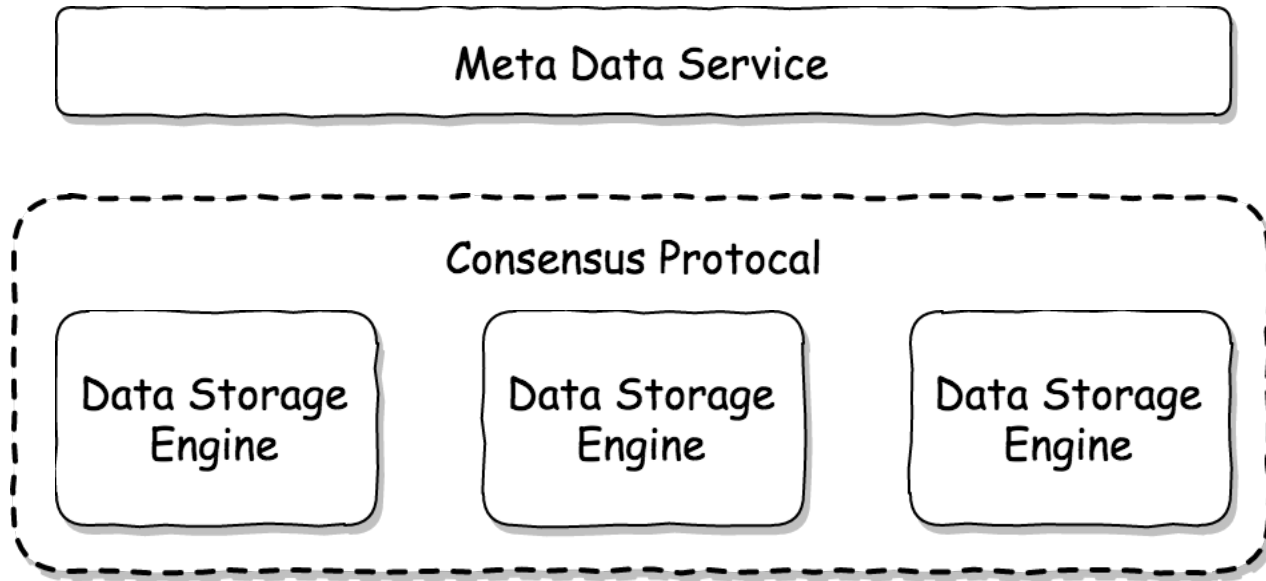 Meta Data Service
Consensus Protocal
Data Storage
Engine
Data Storage
Engine
Data Storage
Engine